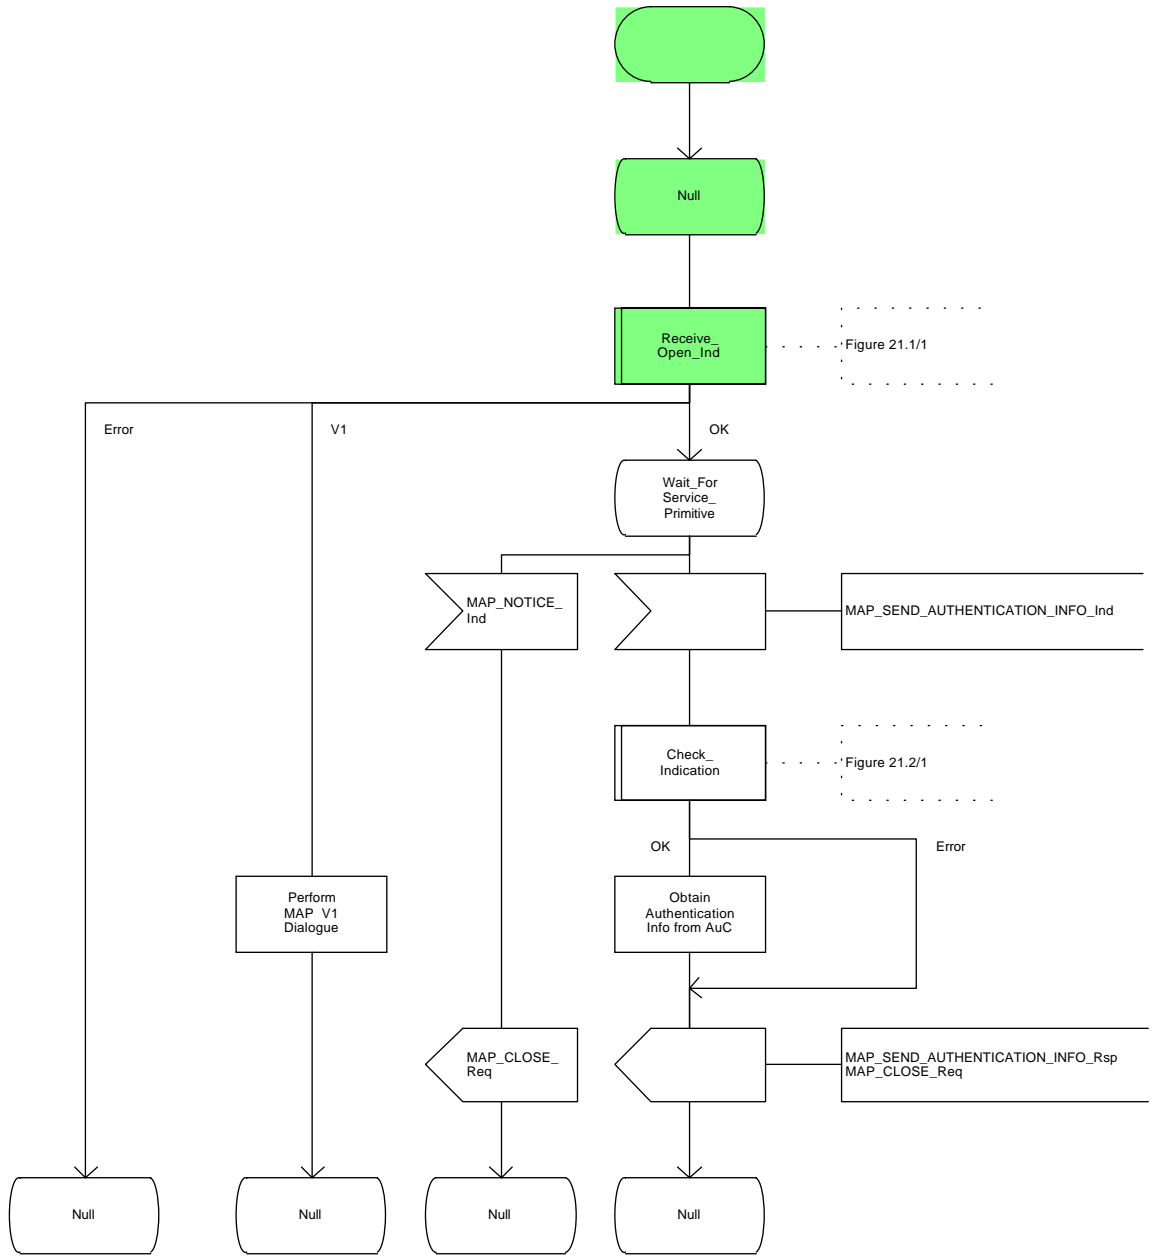 Null
Receive_
Open_Ind
Figure 21.1/1
Error
V1
OK
Wait_For
Service_
Primitive
MAP_NOTICE_
Ind
MAP_SEND_AUTHENTICATION_INFO_Ind
Check_
Indication
Figure 21.2/1
OK
Error
Perform
MAP_V1
Dialogue
Obtain
Authentication
Info from AuC
MAP_CLOSE_
Req
MAP_SEND_AUTHENTICATION_INFO_Rsp
MAP_CLOSE_Req
Null
Null
Null
Null